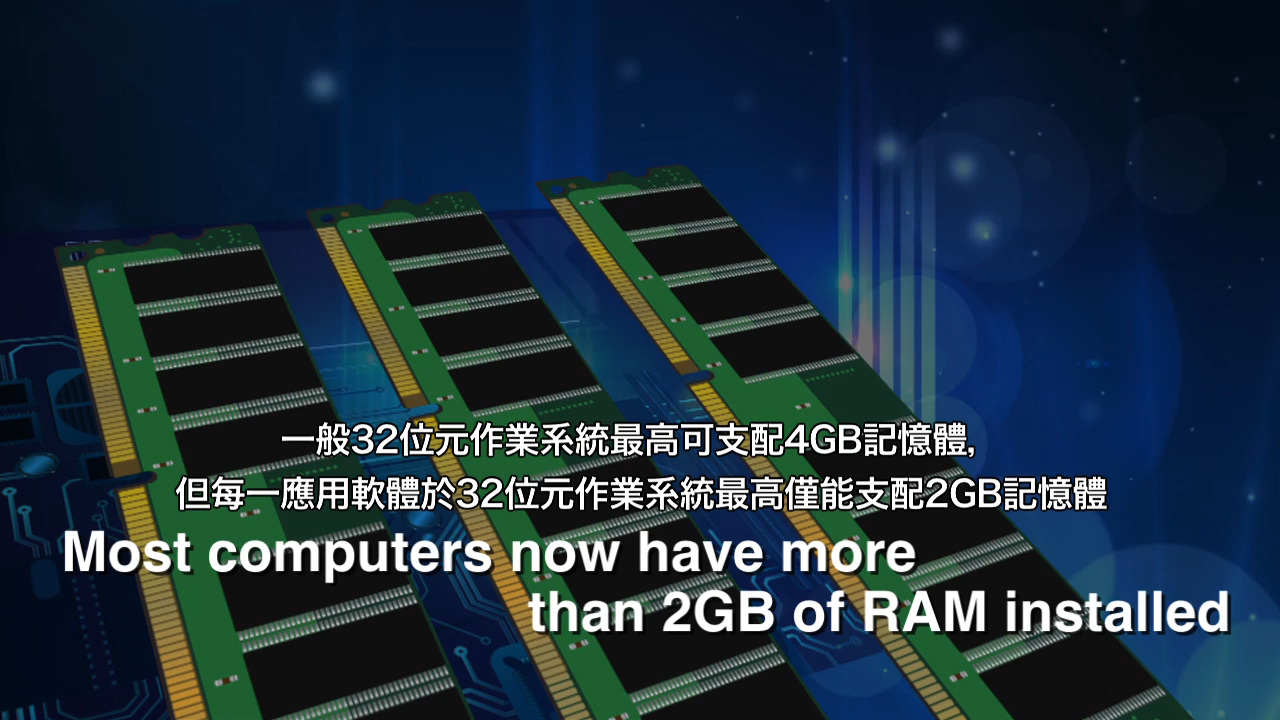 一般32位元作業系統最高可支配4GB記憶體,
但每一應用軟體於32位元作業系統最高僅能支配2GB記憶體
Most computers now have more
than 2GB of RAM installed